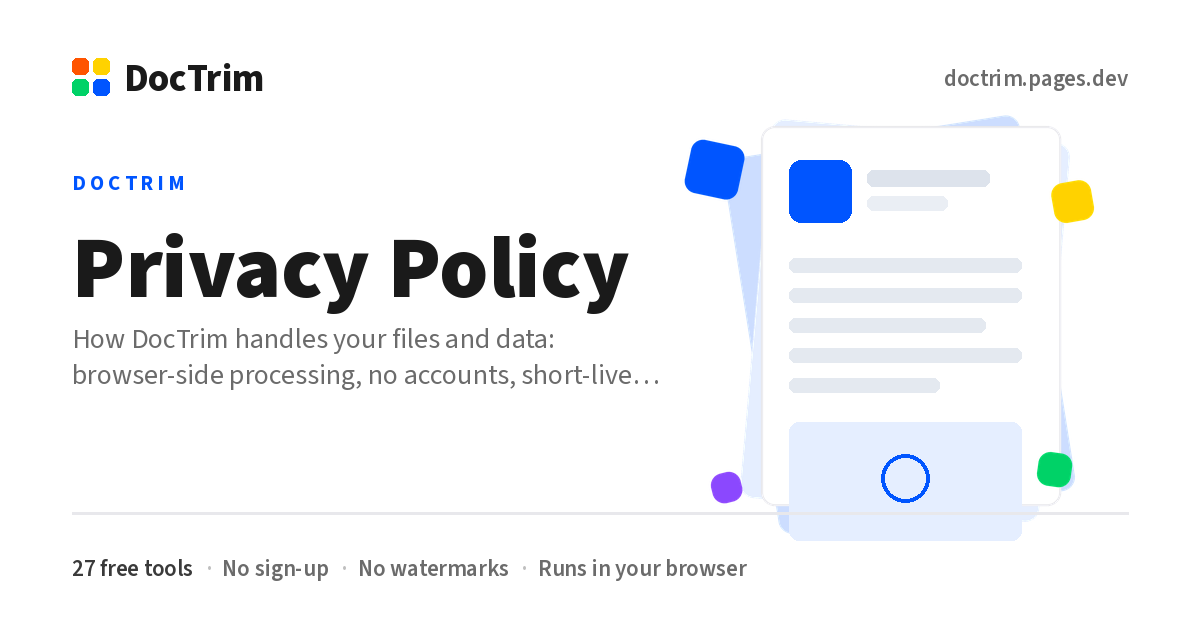 DocTrim
doctrim.pages.dev
DOCTRIM
Privacy Policy
How DocTrim handles your files and data:
browser-side processing, no accounts, short-live…
27 free tools · No sign-up · No watermarks · Runs in your browser